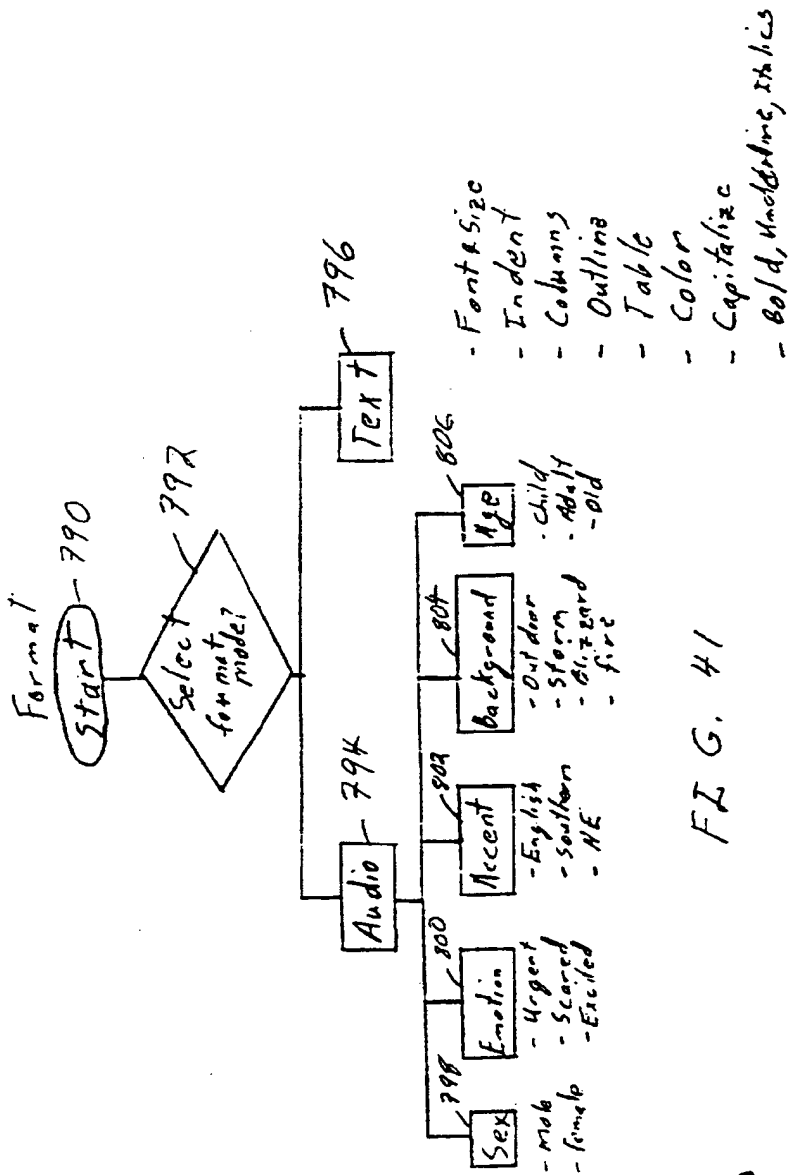 Format
Start 790
Select
format
mode?
792
Audio 794
Text 796
Sex 798
- Male
- Female
Emotion 800
- Urgent
- Scared
- Excited
Accent 802
- English
- Southern
- NE
Background 804
- Outdoor
- Storm
- Blizzard
- fire
Age 806
- Child
- Adult
- Old
- Font & Size
- Indent
- Columns
- Outline
- Table
- Color
- Capitalize
- Bold, Underline, Italics
FIG. 41